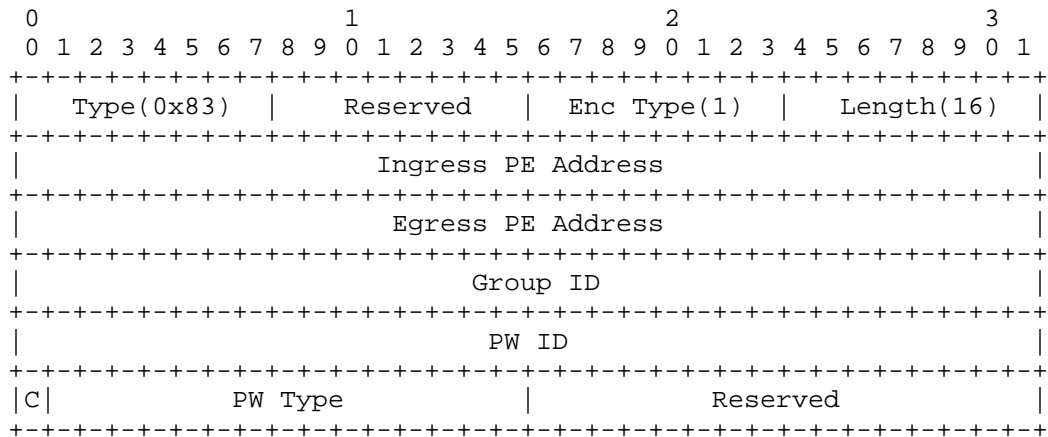 0                   1                   2                   3
 0 1 2 3 4 5 6 7 8 9 0 1 2 3 4 5 6 7 8 9 0 1 2 3 4 5 6 7 8 9 0 1
+-+-+-+-+-+-+-+-+-+-+-+-+-+-+-+-+-+-+-+-+-+-+-+-+-+-+-+-+-+-+-+-+
|   Type(0x83)  |    Reserved   |  Enc Type(1)  |   Length(16)  |
+-+-+-+-+-+-+-+-+-+-+-+-+-+-+-+-+-+-+-+-+-+-+-+-+-+-+-+-+-+-+-+-+
|                      Ingress PE Address                       |
+-+-+-+-+-+-+-+-+-+-+-+-+-+-+-+-+-+-+-+-+-+-+-+-+-+-+-+-+-+-+-+-+
|                       Egress PE Address                       |
+-+-+-+-+-+-+-+-+-+-+-+-+-+-+-+-+-+-+-+-+-+-+-+-+-+-+-+-+-+-+-+-+
|                            Group ID                           |
+-+-+-+-+-+-+-+-+-+-+-+-+-+-+-+-+-+-+-+-+-+-+-+-+-+-+-+-+-+-+-+-+
|                             PW ID                             |
+-+-+-+-+-+-+-+-+-+-+-+-+-+-+-+-+-+-+-+-+-+-+-+-+-+-+-+-+-+-+-+-+
|C|           PW Type           |           Reserved            |
+-+-+-+-+-+-+-+-+-+-+-+-+-+-+-+-+-+-+-+-+-+-+-+-+-+-+-+-+-+-+-+-+